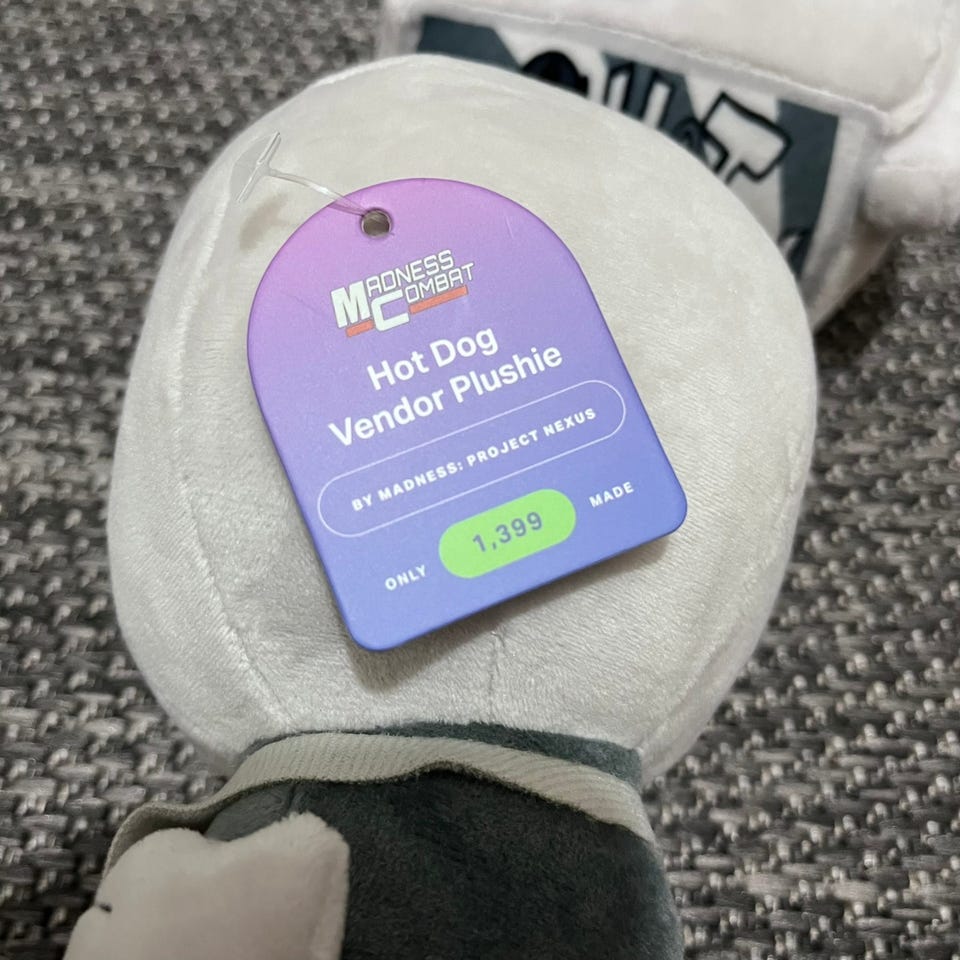 MADNESS
COMBAT
Hot Dog
Vendor Plushie
BY MADNESS: PROJECT NEXUS
ONLY 1,399 MADE